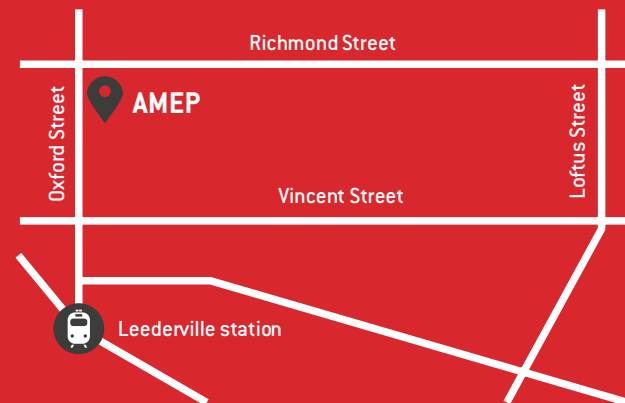 Richmond Street
Oxford Street
AMEP
Loftus Street
Vincent Street
Leederville station